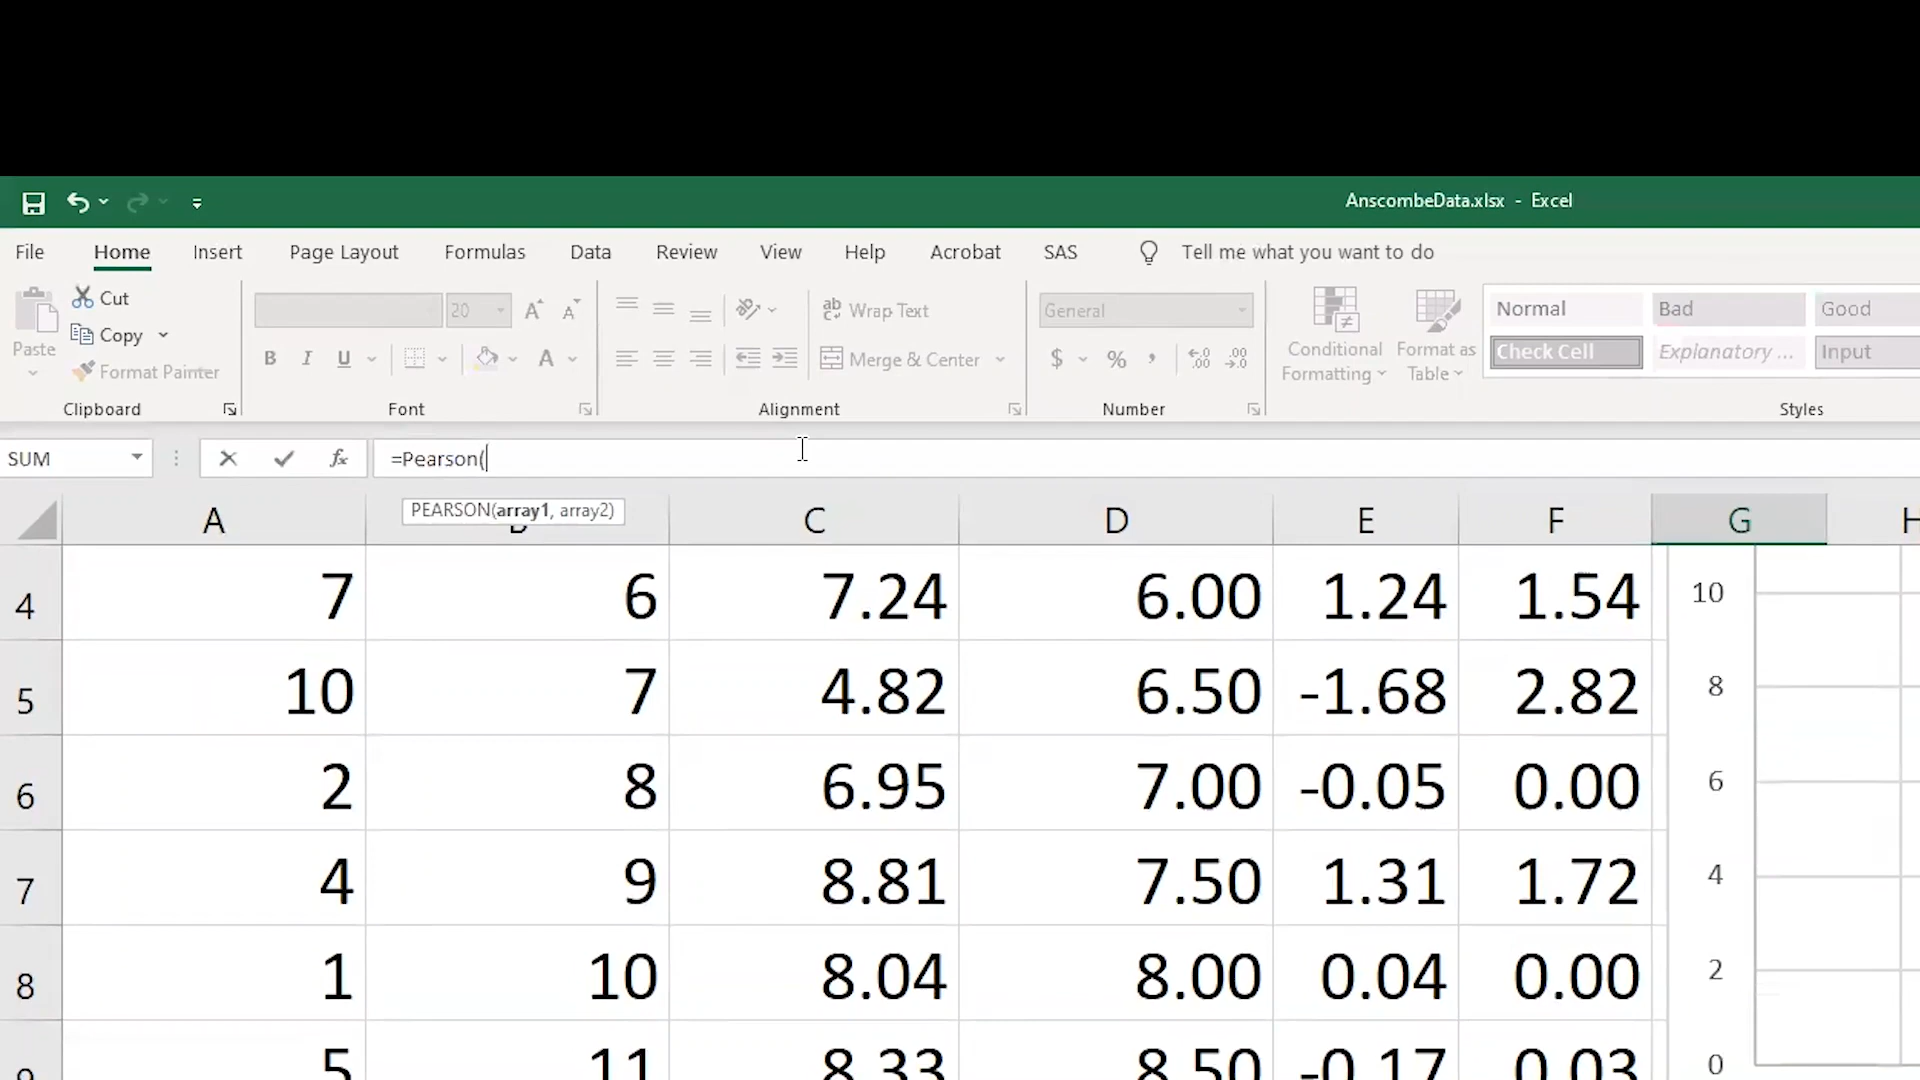 AnscombeData.xlsx - Excel
File Home Insert Page Layout Formulas Data Review View Help Acrobat SAS Tell me what you want to do
Paste
Cut
Copy
Format Painter
Clipboard
20
A A
B I U A
Font
Wrap Text
Merge & Center
Alignment
General
$ % ,
Number
Conditional
Formatting
Format as
Table
Normal Bad Good
Check Cell Explanatory ... Input
Styles
SUM fx =Pearson(
PEARSON(array1, array2)
A C D E F G H
4 7 6 7.24 6.00 1.24 1.54 10
5 10 7 4.82 6.50 -1.68 2.82 8
6 2 8 6.95 7.00 -0.05 0.00 6
7 4 9 8.81 7.50 1.31 1.72 4
8 1 10 8.04 8.00 0.04 0.00 2
9 5 11 8.33 8.50 -0.17 0.03 0